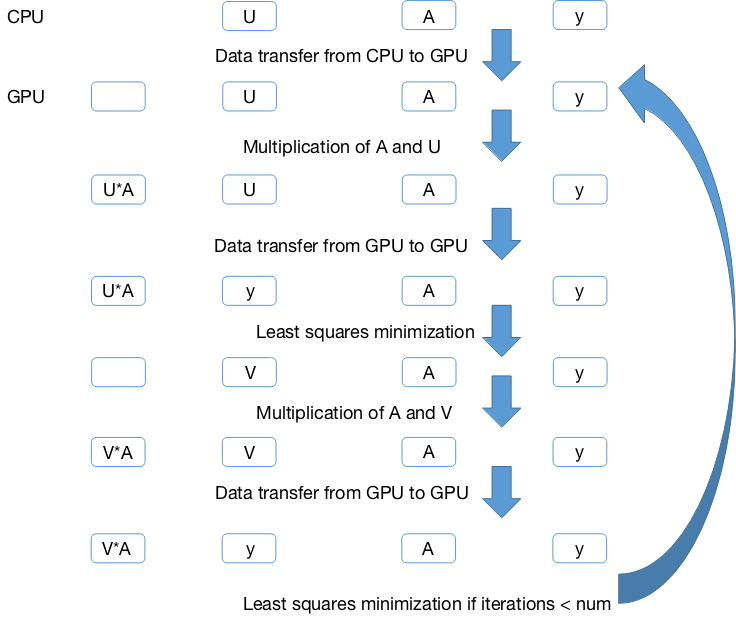 CPU U A y
Data transfer from CPU to GPU
GPU U A y
Multiplication of A and U
U*A U A y
Data transfer from GPU to GPU
U*A y A y
Least squares minimization
V A y
Multiplication of A and V
V*A V A y
Data transfer from GPU to GPU
V*A y A y
Least squares minimization if iterations < num